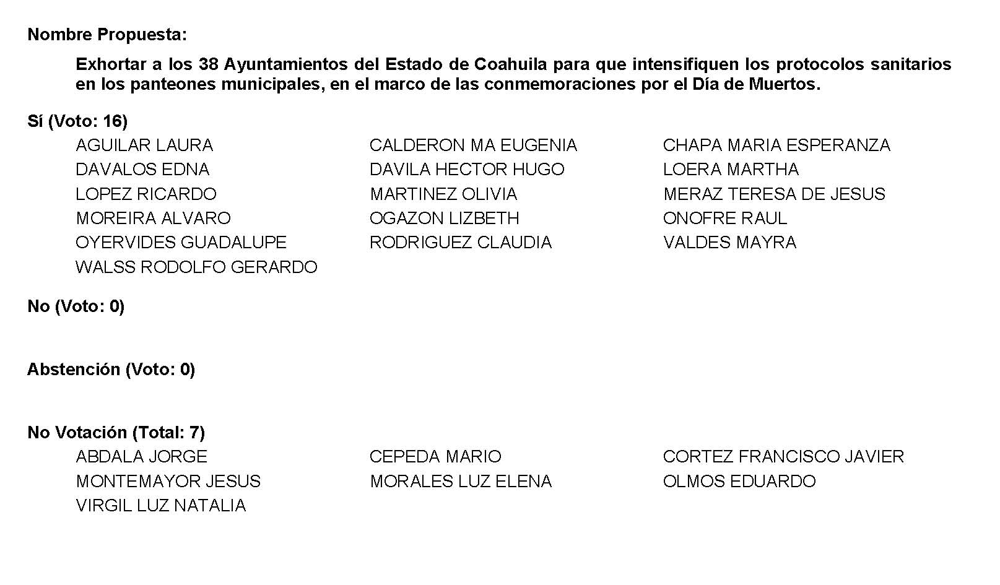 Nombre Propuesta:
Exhortar a los 38 Ayuntamientos del Estado de Coahuila para que intensifiquen los protocolos sanitarios
en los panteones municipales, en el marco de las conmemoraciones por el Día de Muertos.
Sí (Voto: 16)
AGUILAR LAURA CALDERON MA EUGENIA CHAPA MARIA ESPERANZA
DAVALOS EDNA DAVILA HECTOR HUGO LOERA MARTHA
LOPEZ RICARDO MARTINEZ OLIVIA MERAZ TERESA DE JESUS
MOREIRA ALVARO OGAZON LIZBETH ONOFRE RAUL
OYERVIDES GUADALUPE RODRIGUEZ CLAUDIA VALDES MAYRA
WALSS RODOLFO GERARDO
No (Voto: 0)
Abstención (Voto: 0)
No Votación (Total: 7)
ABDALA JORGE CEPEDA MARIO CORTEZ FRANCISCO JAVIER
MONTEMAYOR JESUS MORALES LUZ ELENA OLMOS EDUARDO
VIRGIL LUZ NATALIA